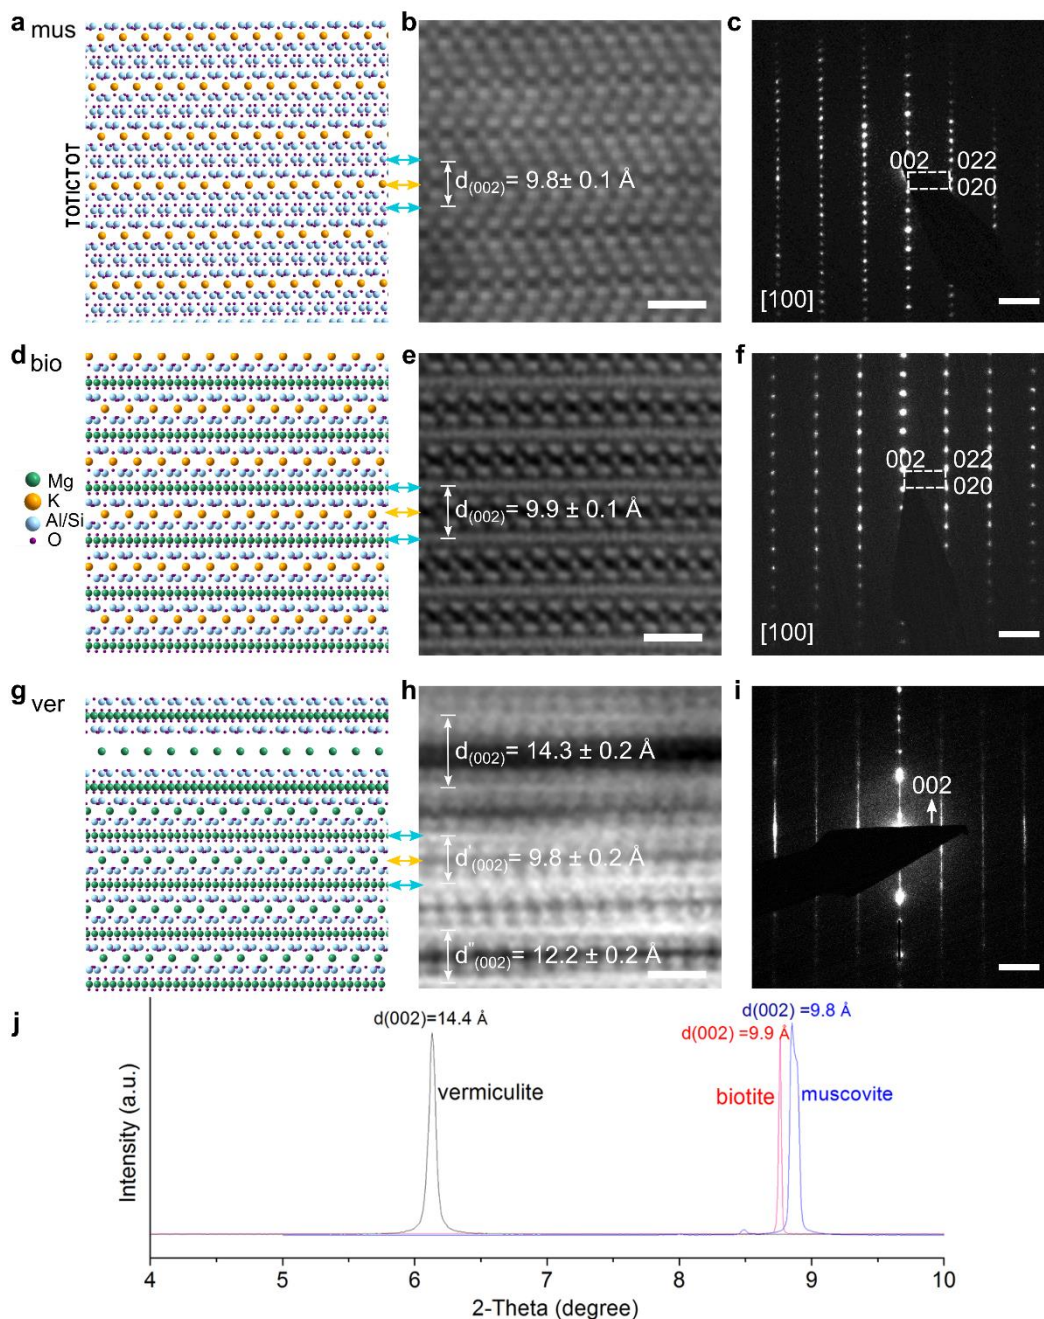 a mus
b
c
TOTICTIOT
d(002)= 9.8± 0.1 Å
002
022
020
[100]
d bio
e
f
Mg
K
Al/Si
O
d(002)= 9.9 ± 0.1 Å
002
022
020
[100]
g ver
h
i
d(002)= 14.3 ± 0.2 Å
d'(002)= 9.8 ± 0.2 Å
d"(002)= 12.2 ± 0.2 Å
002
j
d(002)=14.4 Å
d(002) =9.8 Å
d(002) =9.9 Å
vermiculite
biotite
muscovite
Intensity (a.u.)
4 5 6 7 8 9 10
2-Theta (degree)